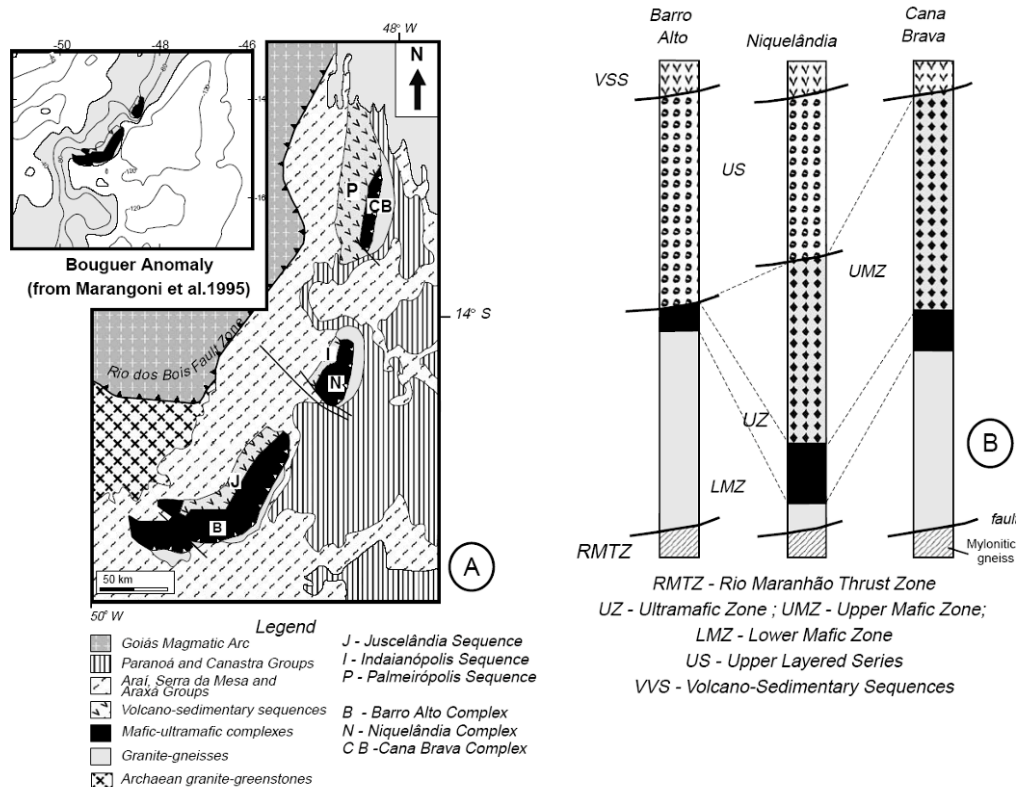 -50
-48
-46
-14
-16
-120
Bouguer Anomaly
(from Marangoni et al.1995)
48° W
N
P
CB
14° S
Rio dos Bois Fault Zone
I
N
J
B
A
50 km
50° W
Legend
Goiás Magmatic Arc
Paranoá and Canastra Groups
Araí, Serra da Mesa and
Araxá Groups
Volcano-sedimentary sequences
Mafic-ultramafic complexes
Granite-gneisses
Archaean granite-greenstones
J - Juscelândia Sequence
I - Indaianópolis Sequence
P - Palmeirópolis Sequence
B - Barro Alto Complex
N - Niquelândia Complex
C B -Cana Brava Complex
Barro
Alto
Niquelândia
Cana
Brava
VSS
US
UMZ
UZ
B
LMZ
fault
RMTZ
Mylonitic
gneiss
RMTZ - Rio Maranhão Thrust Zone
UZ - Ultramafic Zone ; UMZ - Upper Mafic Zone;
LMZ - Lower Mafic Zone
US - Upper Layered Series
VVS - Volcano-Sedimentary Sequences